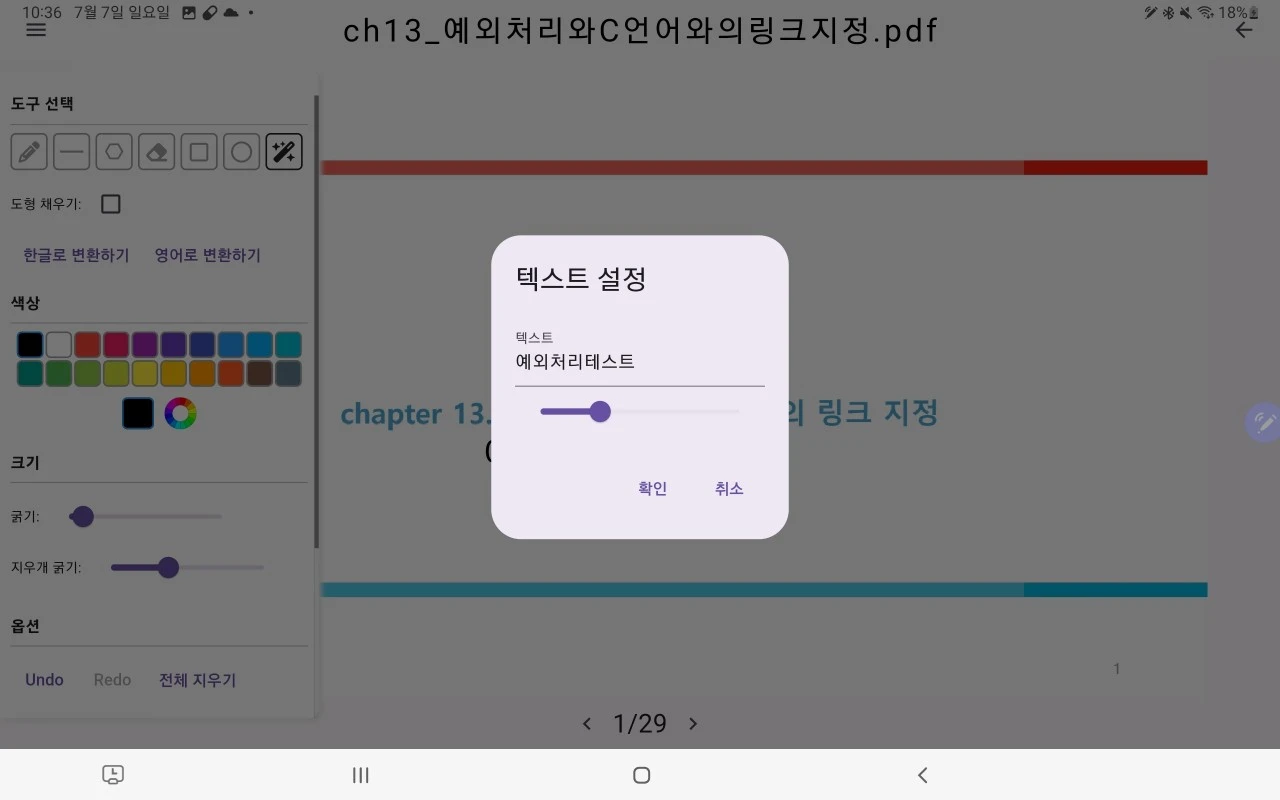 10:36 7월 7일 일요일
18%
ch13_예외처리와C언어와의링크지정.pdf
도구 선택
도형 채우기:
한글로 변환하기 영어로 변환하기
색상
크기
굵기:
지우개 굵기:
옵션
Undo Redo 전체 지우기
텍스트 설정
텍스트
예외처리테스트
확인 취소
chapter 13. 의 링크 지정
1
1/29